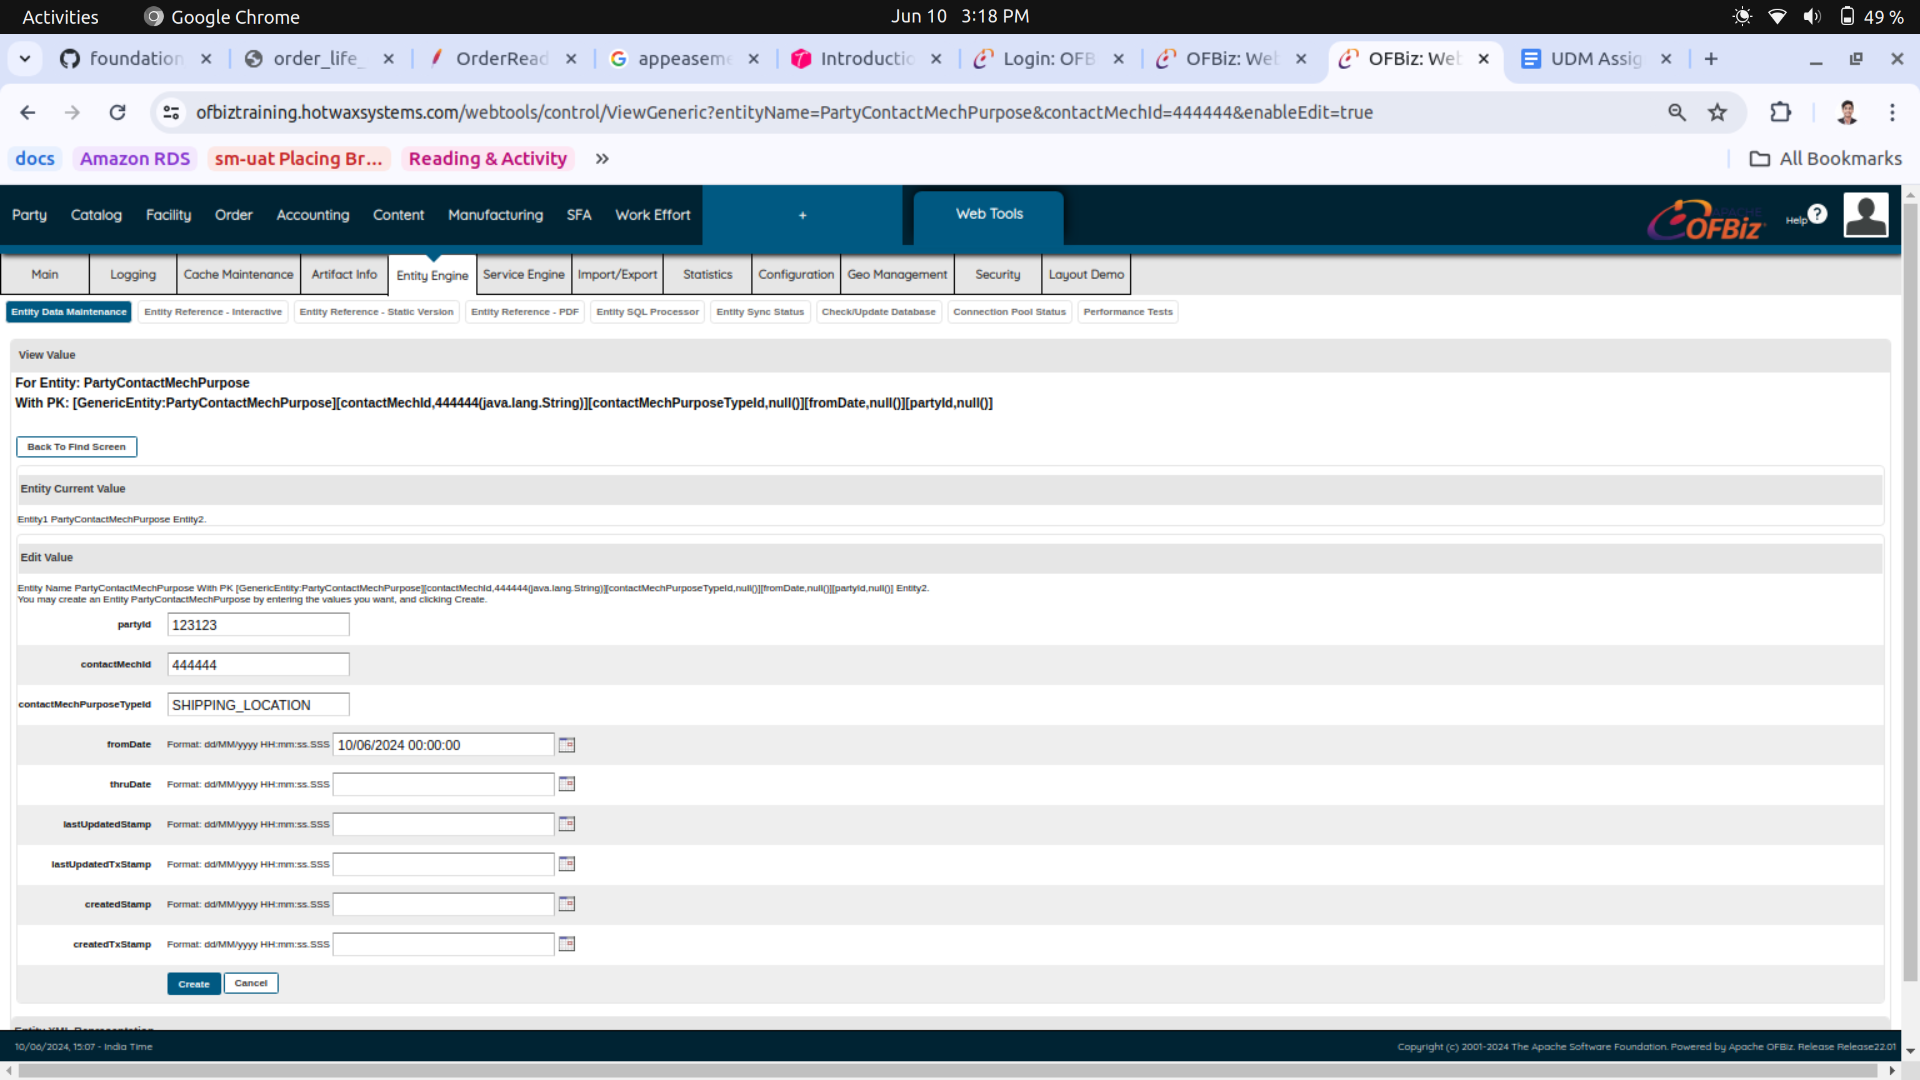 Activities Google Chrome Jun 10 3:18 PM 49 %
foundation order_life_ OrderRead appeaseme Introductio Login: OFB OFBiz: Web OFBiz: Web UDM Assig
ofbiztraining.hotwaxsystems.com/webtools/control/ViewGeneric?entityName=PartyContactMechPurpose&contactMechId=444444&enableEdit=true
docs Amazon RDS sm-uat Placing Br... Reading & Activity » All Bookmarks
Party Catalog Facility Order Accounting Content Manufacturing SFA Work Effort + Web Tools APACHE OFBiz Help ?
Main Logging Cache Maintenance Artifact Info Entity Engine Service Engine Import/Export Statistics Configuration Geo Management Security Layout Demo
Entity Data Maintenance Entity Reference - Interactive Entity Reference - Static Version Entity Reference - PDF Entity SQL Processor Entity Sync Status Check/Update Database Connection Pool Status Performance Tests
View Value
For Entity: PartyContactMechPurpose
With PK: [GenericEntity:PartyContactMechPurpose][contactMechId,444444(java.lang.String)][contactMechPurposeTypeId,null()][fromDate,null()][partyId,null()]
Back To Find Screen
Entity Current Value
Entity1 PartyContactMechPurpose Entity2.
Edit Value
Entity Name PartyContactMechPurpose With PK [GenericEntity:PartyContactMechPurpose][contactMechId,444444(java.lang.String)][contactMechPurposeTypeId,null()][fromDate,null()][partyId,null()] Entity2.
You may create an Entity PartyContactMechPurpose by entering the values you want, and clicking Create.
partyId 123123
contactMechId 444444
contactMechPurposeTypeId SHIPPING_LOCATION
fromDate Format: dd/MM/yyyy HH:mm:ss.SSS 10/06/2024 00:00:00
thruDate Format: dd/MM/yyyy HH:mm:ss.SSS
lastUpdatedStamp Format: dd/MM/yyyy HH:mm:ss.SSS
lastUpdatedTxStamp Format: dd/MM/yyyy HH:mm:ss.SSS
createdStamp Format: dd/MM/yyyy HH:mm:ss.SSS
createdTxStamp Format: dd/MM/yyyy HH:mm:ss.SSS
Create Cancel
Entity XML Representation
10/06/2024, 15:07 - India Time Copyright (c) 2001-2024 The Apache Software Foundation. Powered by Apache OFBiz. Release Release22.01